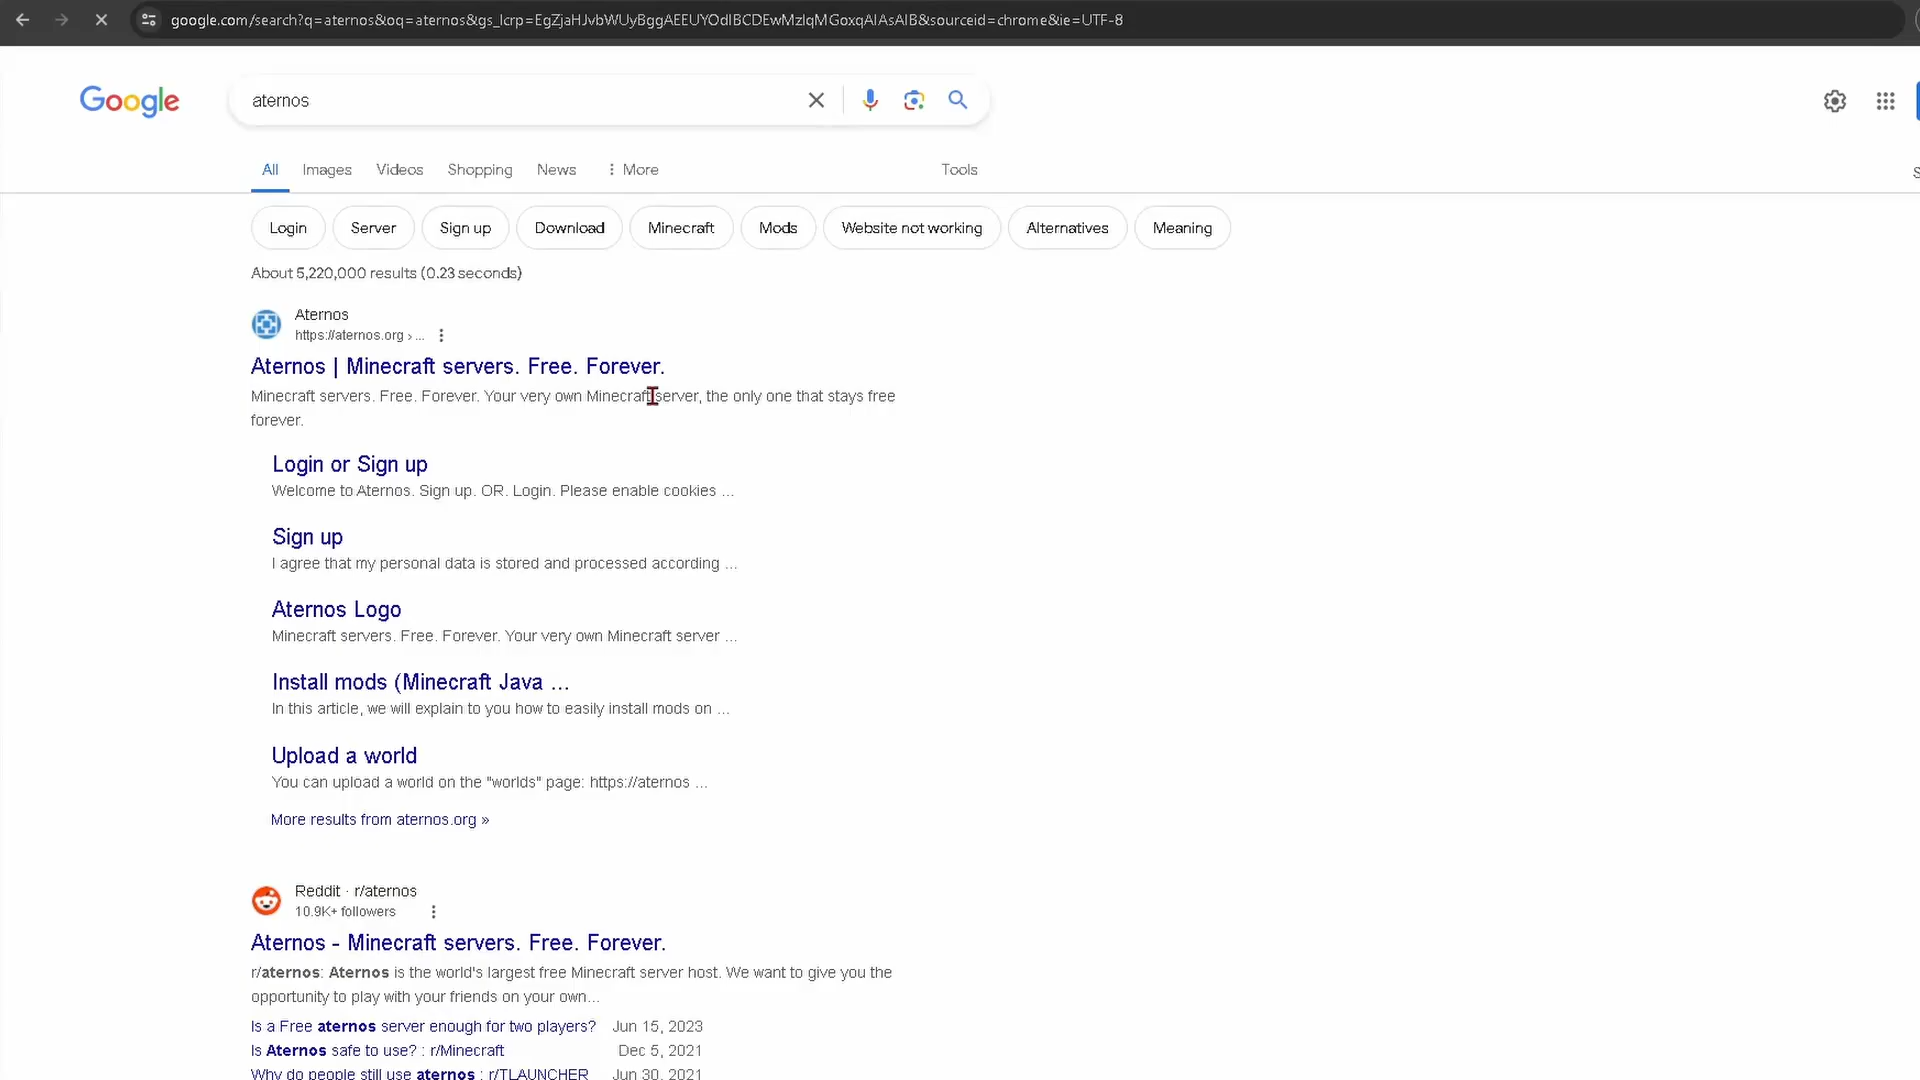 google.com/search?q=aternos&oq=aternos&gs_lcrp=EgZjaHJvbWUyBggAEEUYOdIBCDEwMzlqMGoxqAIAsAIB&sourceid=chrome&ie=UTF-8
Google
aternos
All Images Videos Shopping News More Tools
Login Server Sign up Download Minecraft Mods Website not working Alternatives Meaning
About 5,220,000 results (0.23 seconds)
Aternos
https://aternos.org › ...
Aternos | Minecraft servers. Free. Forever.
Minecraft servers. Free. Forever. Your very own Minecraft server, the only one that stays free
forever.
Login or Sign up
Welcome to Aternos. Sign up. OR. Login. Please enable cookies ...
Sign up
I agree that my personal data is stored and processed according ...
Aternos Logo
Minecraft servers. Free. Forever. Your very own Minecraft server ...
Install mods (Minecraft Java ...
In this article, we will explain to you how to easily install mods on ...
Upload a world
You can upload a world on the "worlds" page: https://aternos ...
More results from aternos.org »
Reddit · r/aternos
10.9K+ followers
Aternos - Minecraft servers. Free. Forever.
r/aternos: Aternos is the world's largest free Minecraft server host. We want to give you the
opportunity to play with your friends on your own...
Is a Free aternos server enough for two players? Jun 15, 2023
Is Aternos safe to use? : r/Minecraft Dec 5, 2021
Why do people still use aternos : r/TLAUNCHER Jun 30, 2021